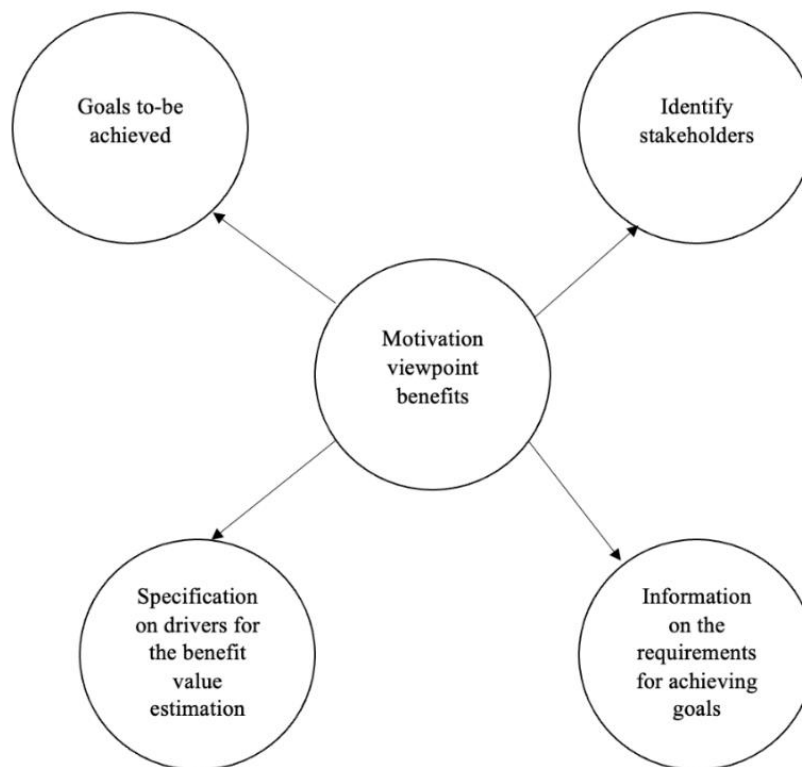 Goals to-be
achieved
Identify
stakeholders
Motivation
viewpoint
benefits
Specification
on drivers for
the benefit
value
estimation
Information
on the
requirements
for achieving
goals